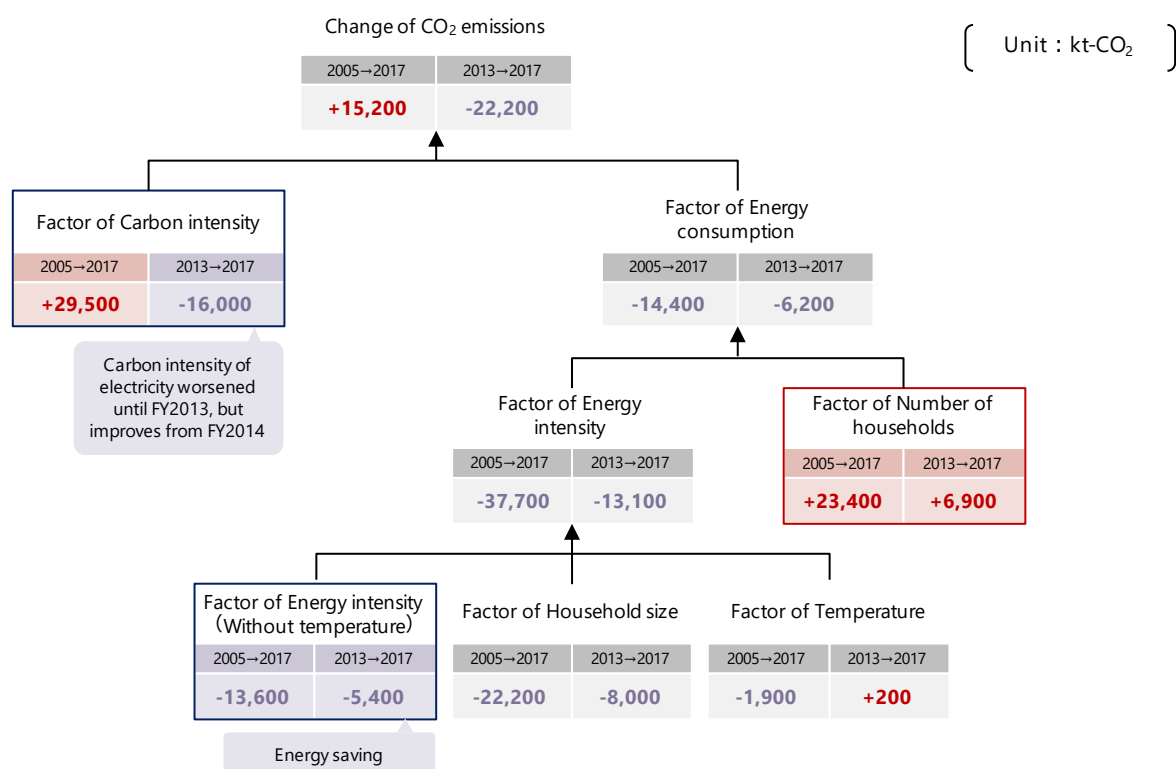 Change of CO₂ emissions
Unit：kt-CO₂
2005→2017 2013→2017
+15,200 -22,200
Factor of Carbon intensity
2005→2017 2013→2017
+29,500 -16,000
Carbon intensity of
electricity worsened
until FY2013, but
improves from FY2014
Factor of Energy
consumption
2005→2017 2013→2017
-14,400 -6,200
Factor of Energy
intensity
2005→2017 2013→2017
-37,700 -13,100
Factor of Number of
households
2005→2017 2013→2017
+23,400 +6,900
Factor of Energy intensity
（Without temperature）
2005→2017 2013→2017
-13,600 -5,400
Energy saving
Factor of Household size
2005→2017 2013→2017
-22,200 -8,000
Factor of Temperature
2005→2017 2013→2017
-1,900 +200